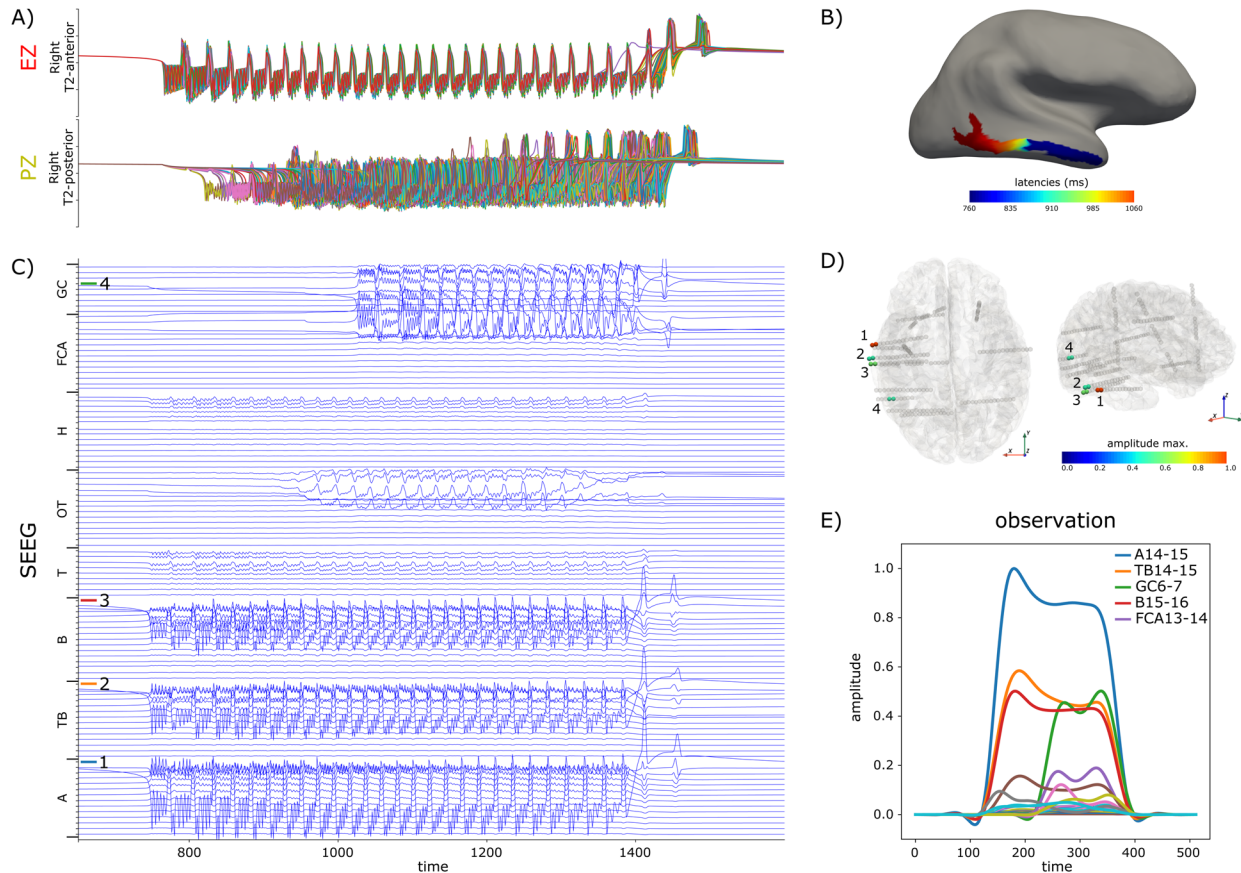 A)
EZ
Right
T2-anterior
PZ
Right
T2-posterior
B)
latencies (ms)
760 835 910 985 1060
C)
SEEG
GC
4
FCA
H
OT
T
3
B
2
TB
1
A
800 1000 1200 1400
time
D)
1
2
3
4
4
2
3
1
X
Y
Z
X
Z
amplitude max.
0.0 0.2 0.4 0.6 0.8 1.0
E)
observation
A14-15
TB14-15
GC6-7
B15-16
FCA13-14
amplitude
1.0
0.8
0.6
0.4
0.2
0.0
0 100 200 300 400 500
time